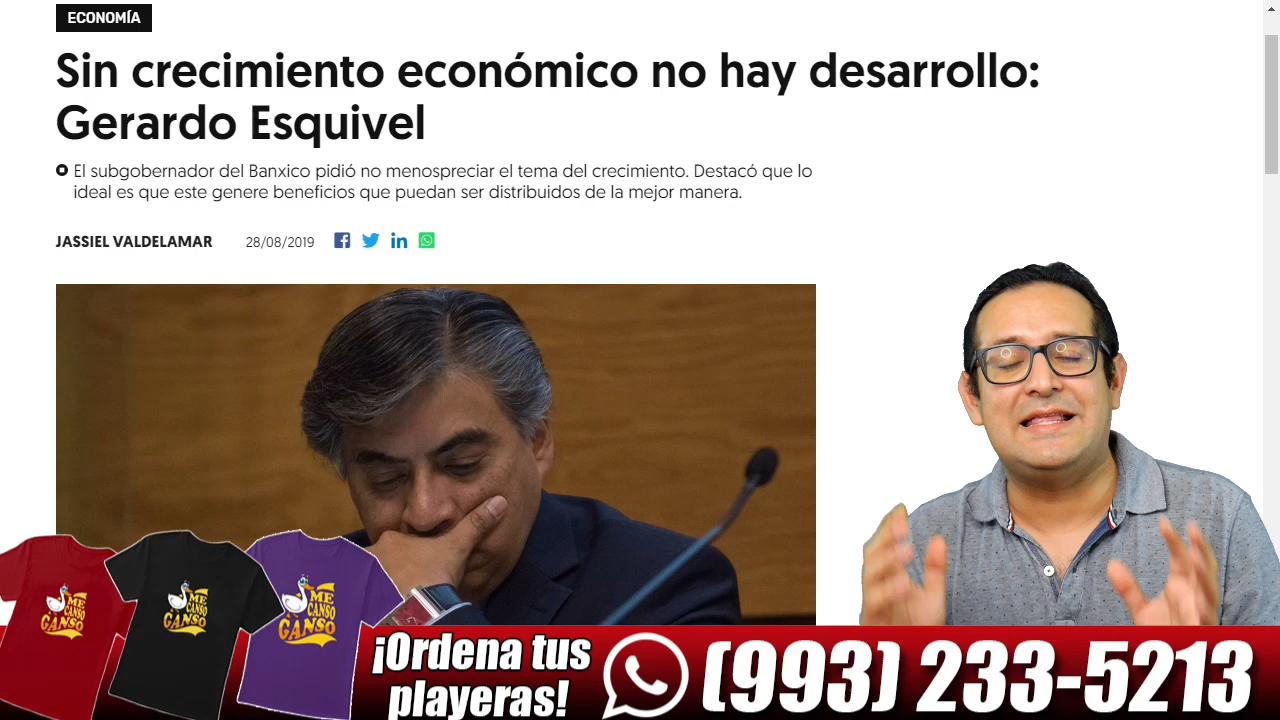 ECONOMÍA
Sin crecimiento económico no hay desarrollo:
Gerardo Esquivel
El subgobernador del Banxico pidió no menospreciar el tema del crecimiento. Destacó que lo
ideal es que este genere beneficios que puedan ser distribuidos de la mejor manera.
JASSIEL VALDELAMAR 28/08/2019
ME
CANSO
GANSO
ME
CANSO
GANSO
ME
CANSO
GANSO
¡Ordena tus
playeras!
(993) 233-5213